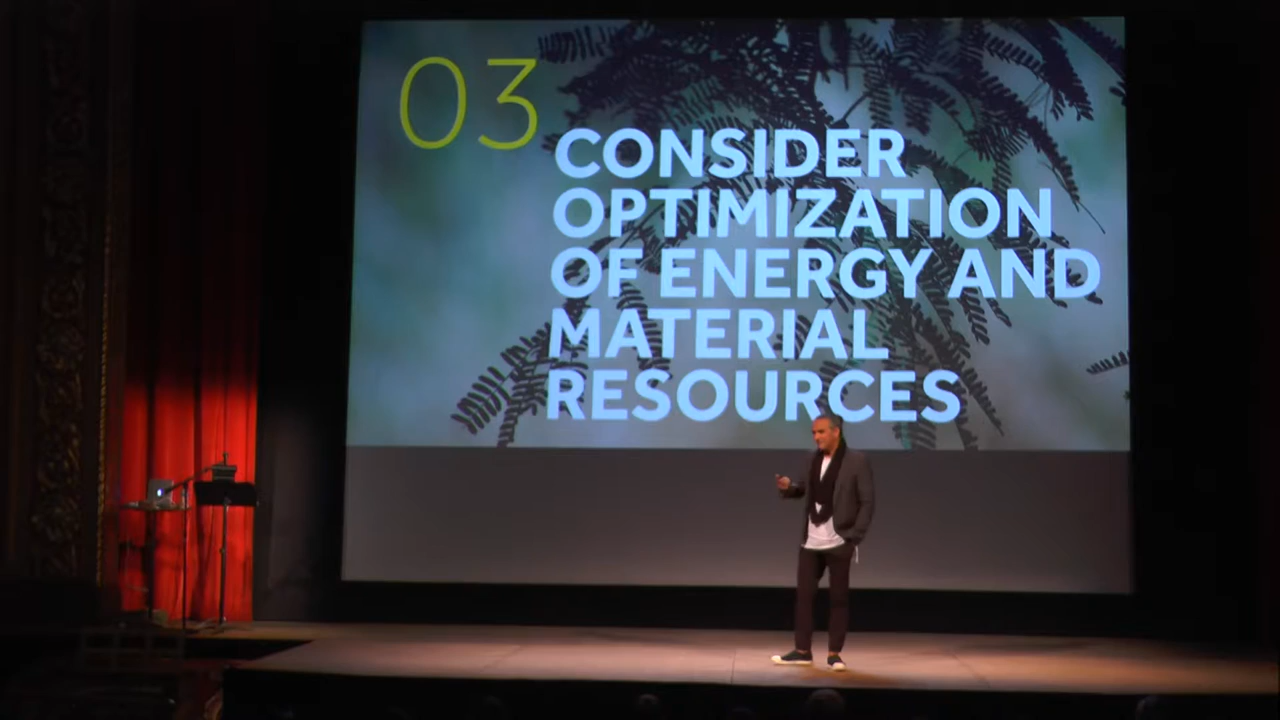 03
CONSIDER
OPTIMIZATION
OF ENERGY AND
MATERIAL
RESOURCES